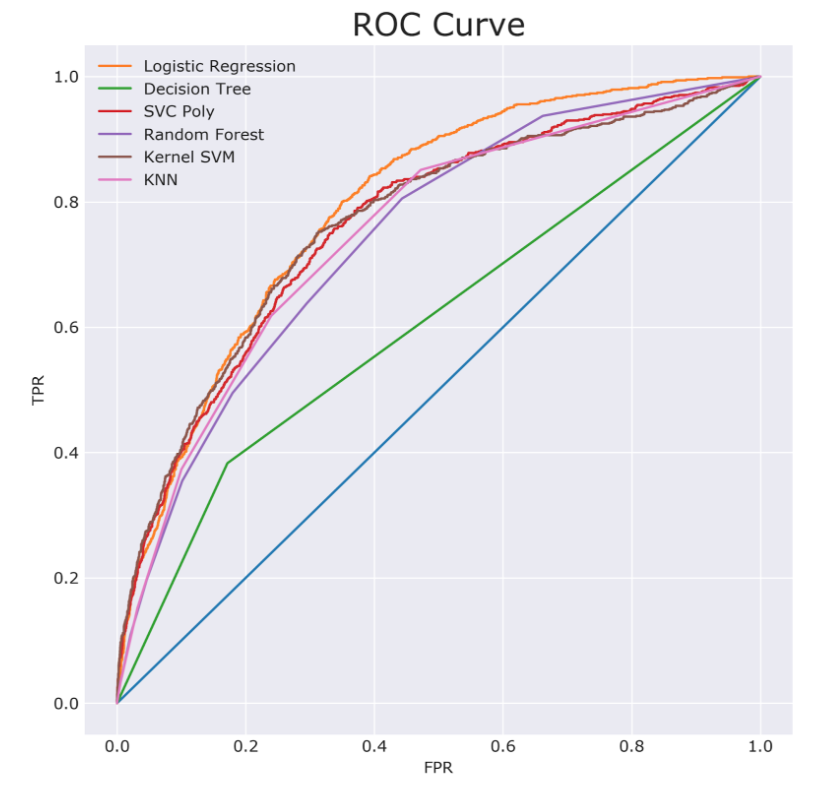 ROC Curve
Logistic Regression
Decision Tree
SVC Poly
Random Forest
Kernel SVM
KNN
1.0
0.8
0.6
0.4
0.2
0.0
TPR
0.0 0.2 0.4 0.6 0.8 1.0
FPR